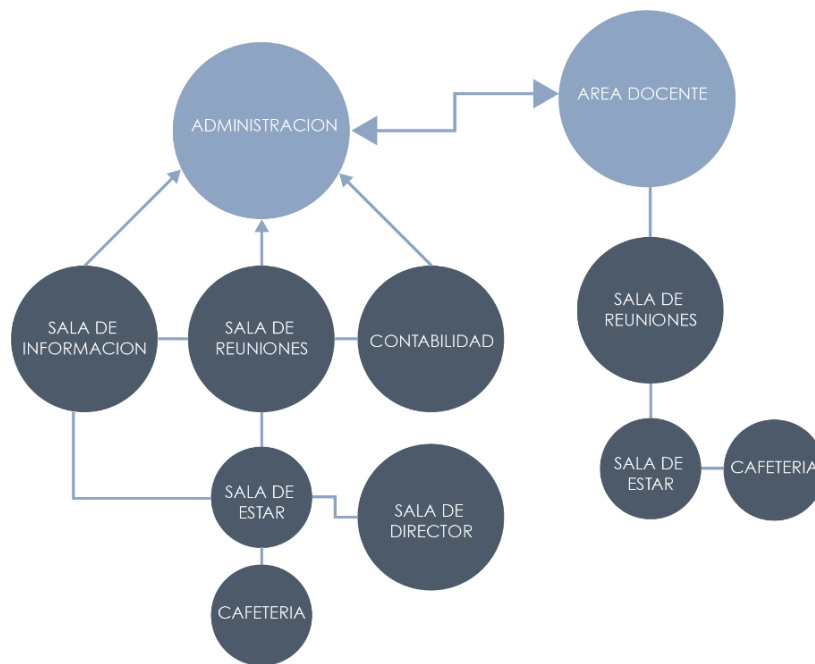 ADMINISTRACION
AREA DOCENTE
SALA DE
INFORMACION
SALA DE
REUNIONES
CONTABILIDAD
SALA DE
REUNIONES
SALA DE
ESTAR
SALA DE
DIRECTOR
CAFETERIA
SALA DE
ESTAR
CAFETERIA